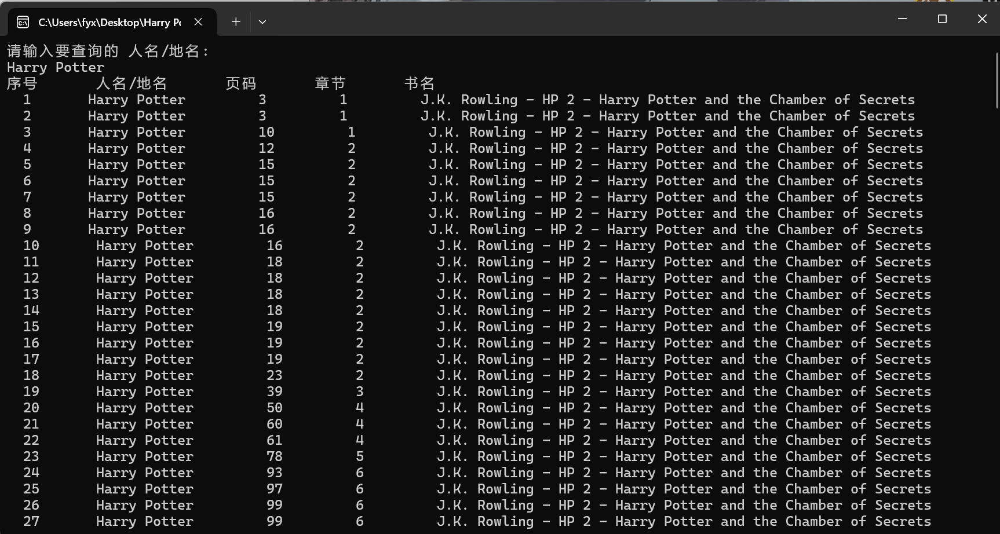 C:\Users\fyx\Desktop\Harry Po
请输入要查询的 人名/地名:
Harry Potter
序号 人名/地名 页码 章节 书名
1 Harry Potter 3 1 J.K. Rowling - HP 2 - Harry Potter and the Chamber of Secrets
2 Harry Potter 3 1 J.K. Rowling - HP 2 - Harry Potter and the Chamber of Secrets
3 Harry Potter 10 1 J.K. Rowling - HP 2 - Harry Potter and the Chamber of Secrets
4 Harry Potter 12 2 J.K. Rowling - HP 2 - Harry Potter and the Chamber of Secrets
5 Harry Potter 15 2 J.K. Rowling - HP 2 - Harry Potter and the Chamber of Secrets
6 Harry Potter 15 2 J.K. Rowling - HP 2 - Harry Potter and the Chamber of Secrets
7 Harry Potter 15 2 J.K. Rowling - HP 2 - Harry Potter and the Chamber of Secrets
8 Harry Potter 16 2 J.K. Rowling - HP 2 - Harry Potter and the Chamber of Secrets
9 Harry Potter 16 2 J.K. Rowling - HP 2 - Harry Potter and the Chamber of Secrets
10 Harry Potter 16 2 J.K. Rowling - HP 2 - Harry Potter and the Chamber of Secrets
11 Harry Potter 18 2 J.K. Rowling - HP 2 - Harry Potter and the Chamber of Secrets
12 Harry Potter 18 2 J.K. Rowling - HP 2 - Harry Potter and the Chamber of Secrets
13 Harry Potter 18 2 J.K. Rowling - HP 2 - Harry Potter and the Chamber of Secrets
14 Harry Potter 18 2 J.K. Rowling - HP 2 - Harry Potter and the Chamber of Secrets
15 Harry Potter 19 2 J.K. Rowling - HP 2 - Harry Potter and the Chamber of Secrets
16 Harry Potter 19 2 J.K. Rowling - HP 2 - Harry Potter and the Chamber of Secrets
17 Harry Potter 19 2 J.K. Rowling - HP 2 - Harry Potter and the Chamber of Secrets
18 Harry Potter 23 2 J.K. Rowling - HP 2 - Harry Potter and the Chamber of Secrets
19 Harry Potter 39 3 J.K. Rowling - HP 2 - Harry Potter and the Chamber of Secrets
20 Harry Potter 50 4 J.K. Rowling - HP 2 - Harry Potter and the Chamber of Secrets
21 Harry Potter 60 4 J.K. Rowling - HP 2 - Harry Potter and the Chamber of Secrets
22 Harry Potter 61 4 J.K. Rowling - HP 2 - Harry Potter and the Chamber of Secrets
23 Harry Potter 78 5 J.K. Rowling - HP 2 - Harry Potter and the Chamber of Secrets
24 Harry Potter 93 6 J.K. Rowling - HP 2 - Harry Potter and the Chamber of Secrets
25 Harry Potter 97 6 J.K. Rowling - HP 2 - Harry Potter and the Chamber of Secrets
26 Harry Potter 99 6 J.K. Rowling - HP 2 - Harry Potter and the Chamber of Secrets
27 Harry Potter 99 6 J.K. Rowling - HP 2 - Harry Potter and the Chamber of Secrets